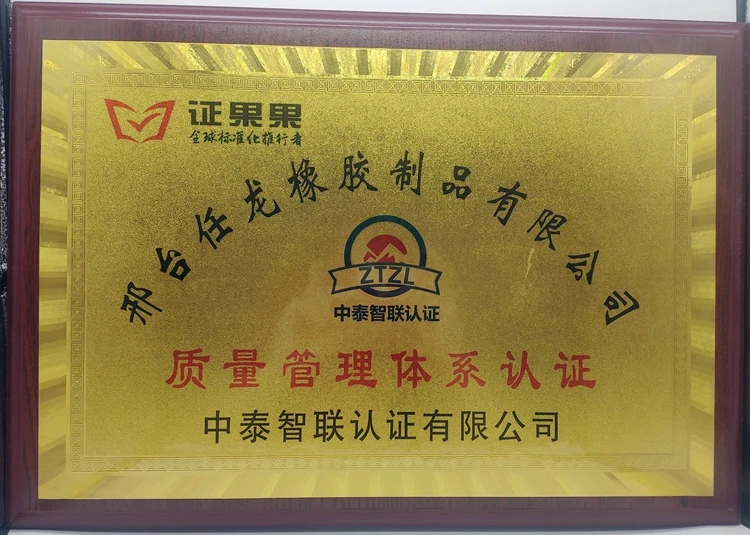 证果果
全球标准化推行者
邢台任龙橡胶制品有限公司
ZTZL
中泰智联认证
质量管理体系认证
中泰智联认证有限公司